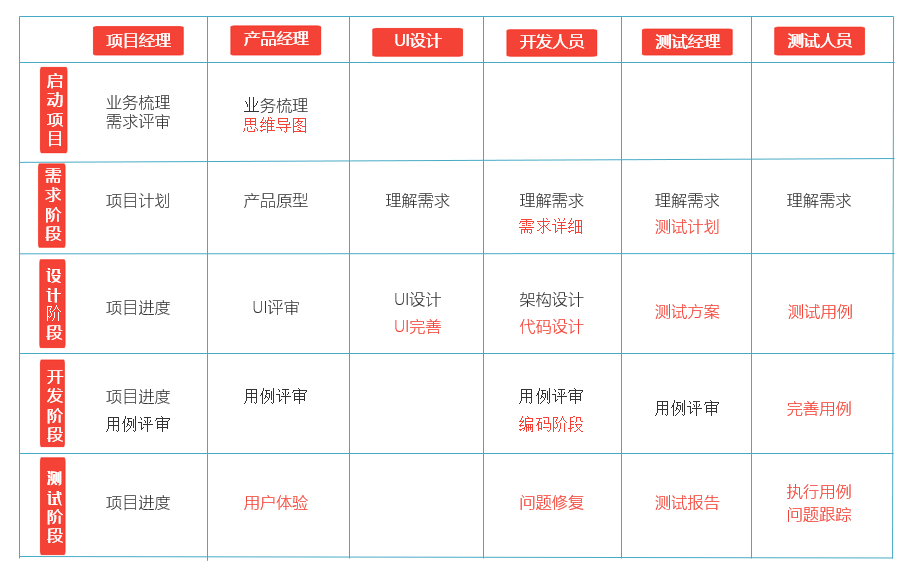 项目经理
产品经理
UI设计
开发人员
测试经理
测试人员
启动项目
业务梳理
需求评审
业务梳理
思维导图
需求阶段
项目计划
产品原型
理解需求
理解需求
需求详细
理解需求
测试计划
理解需求
设计阶段
项目进度
UI评审
UI设计
UI完善
架构设计
代码设计
测试方案
测试用例
开发阶段
项目进度
用例评审
用例评审
用例评审
编码阶段
用例评审
完善用例
测试阶段
项目进度
用户体验
问题修复
测试报告
执行用例
问题跟踪